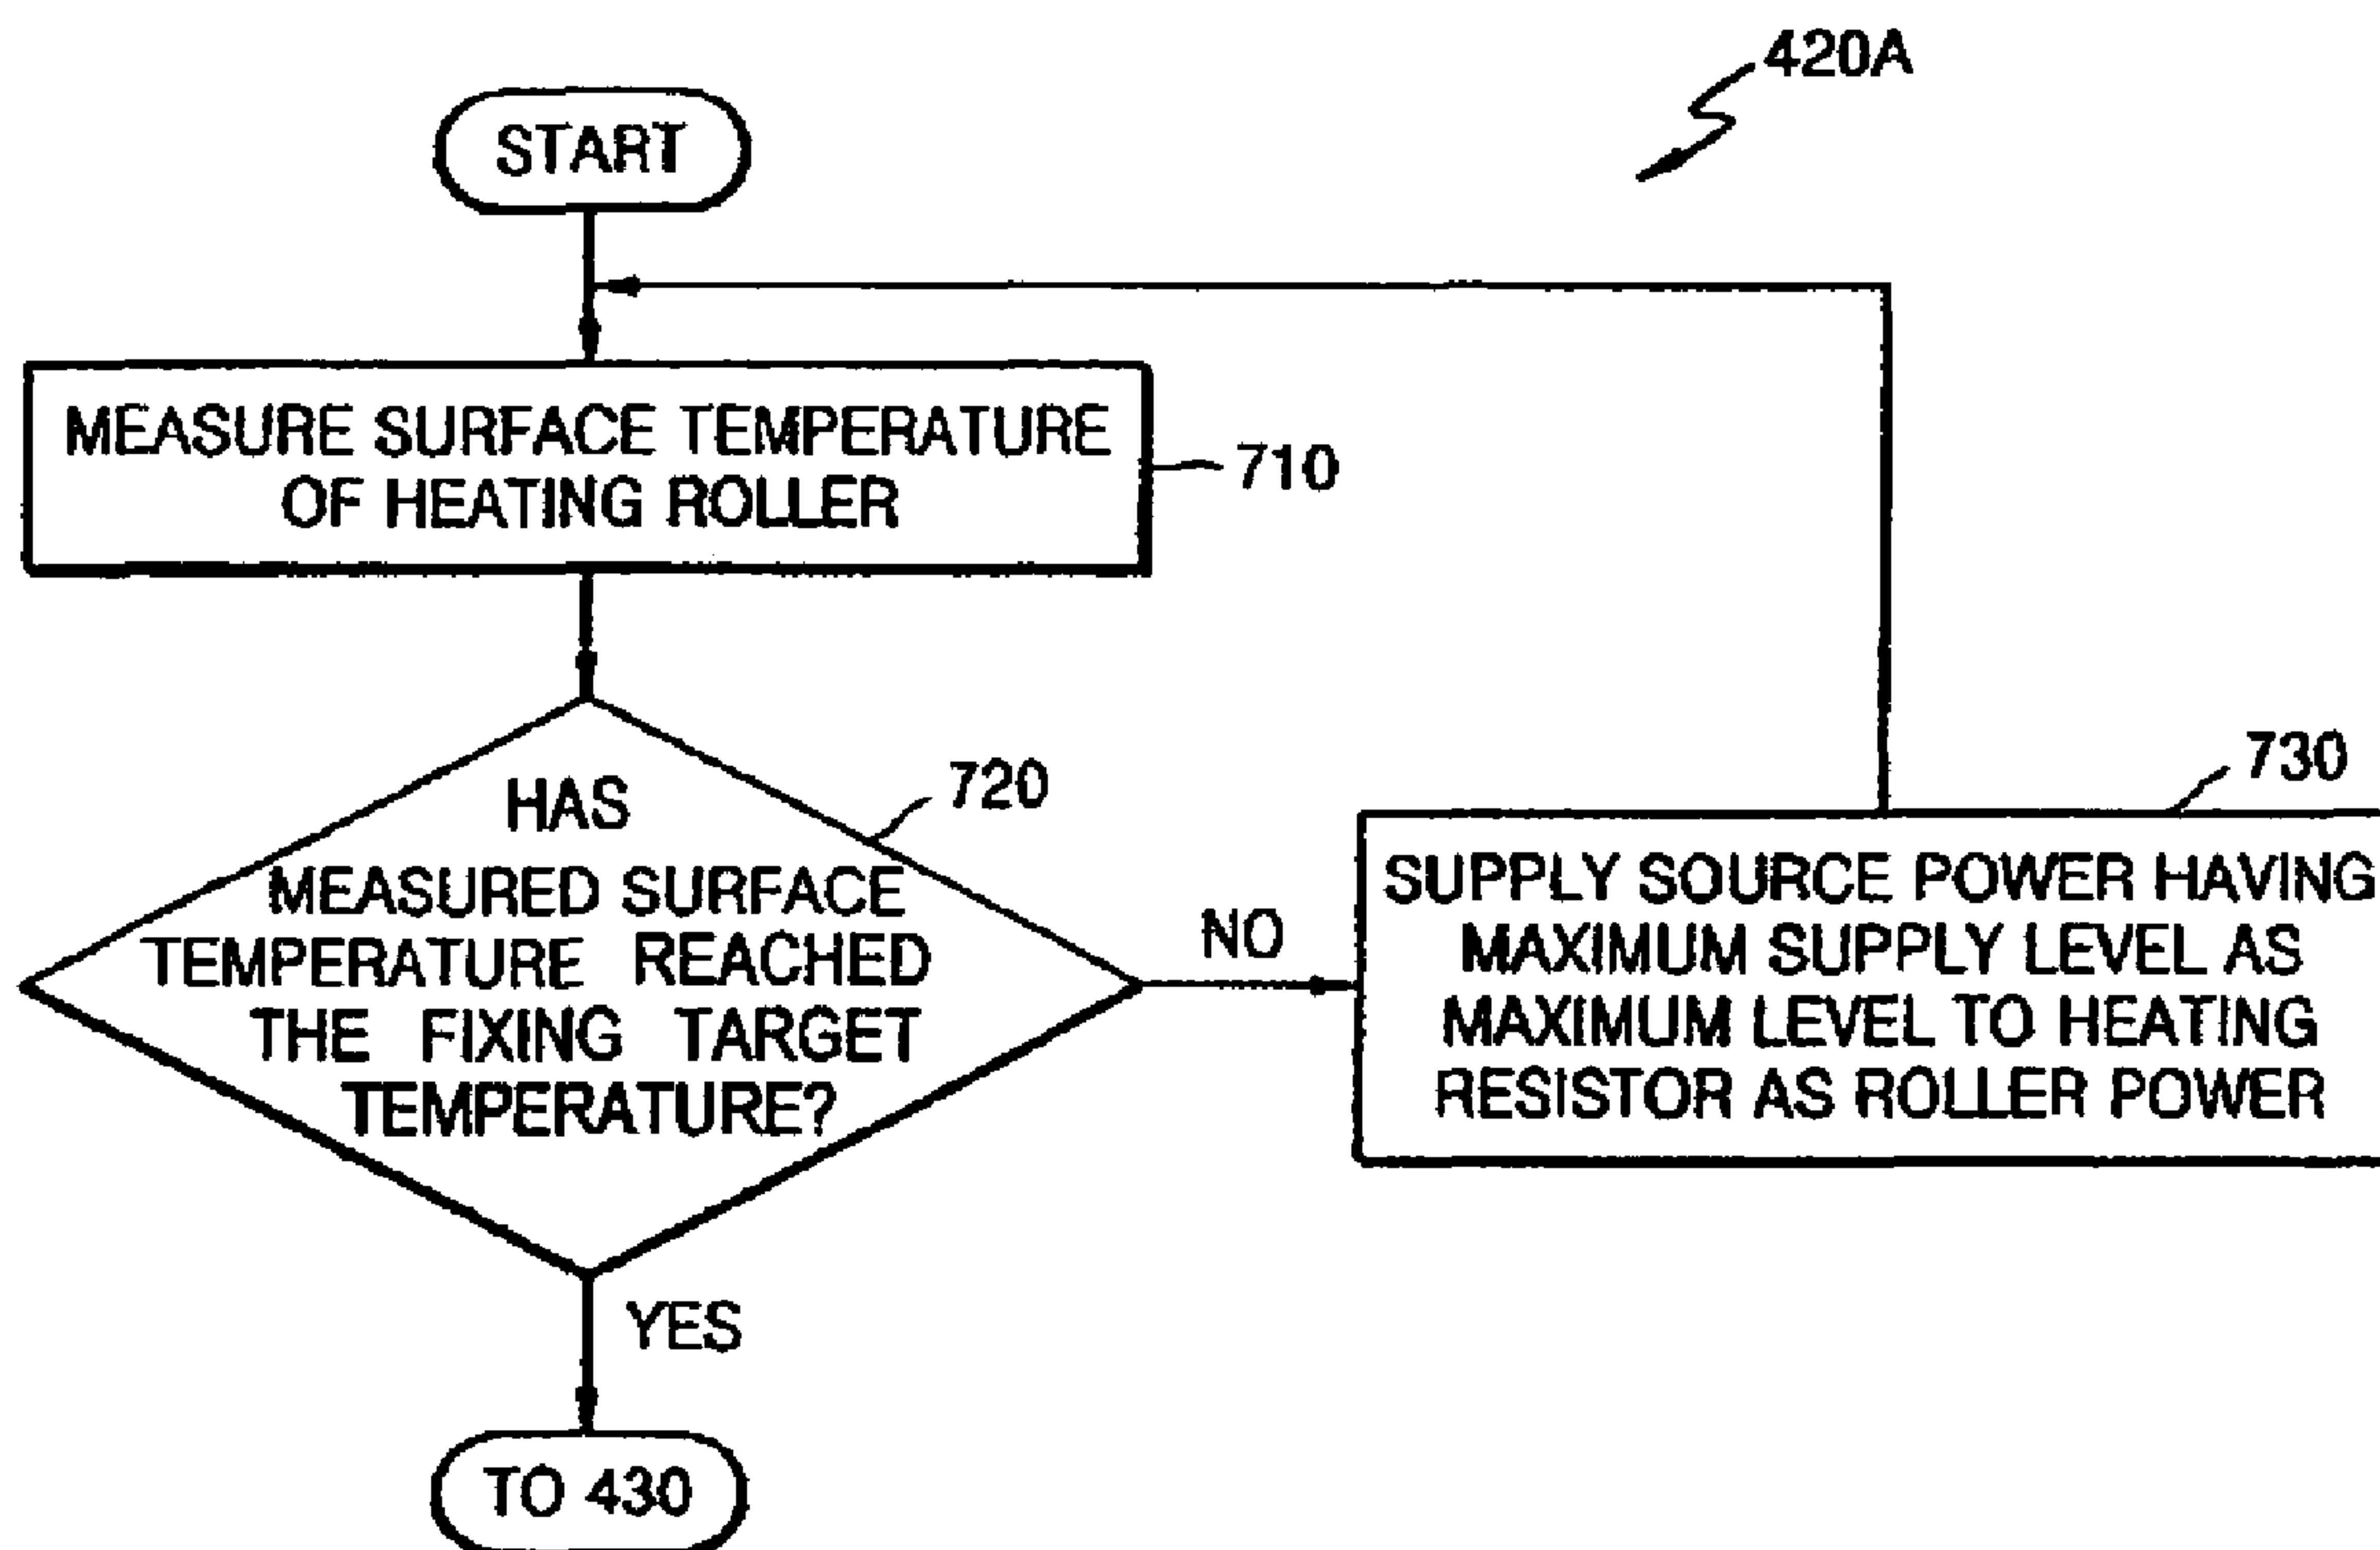 420A
START
MEASURE SURFACE TEMPERATURE
OF HEATING ROLLER
710
HAS
MEASURED SURFACE
TEMPERATURE REACHED
THE FIXING TARGET
TEMPERATURE?
720
NO
730
SUPPLY SOURCE POWER HAVING
MAXIMUM SUPPLY LEVEL AS
MAXIMUM LEVEL TO HEATING
RESISTOR AS ROLLER POWER
YES
TO 430